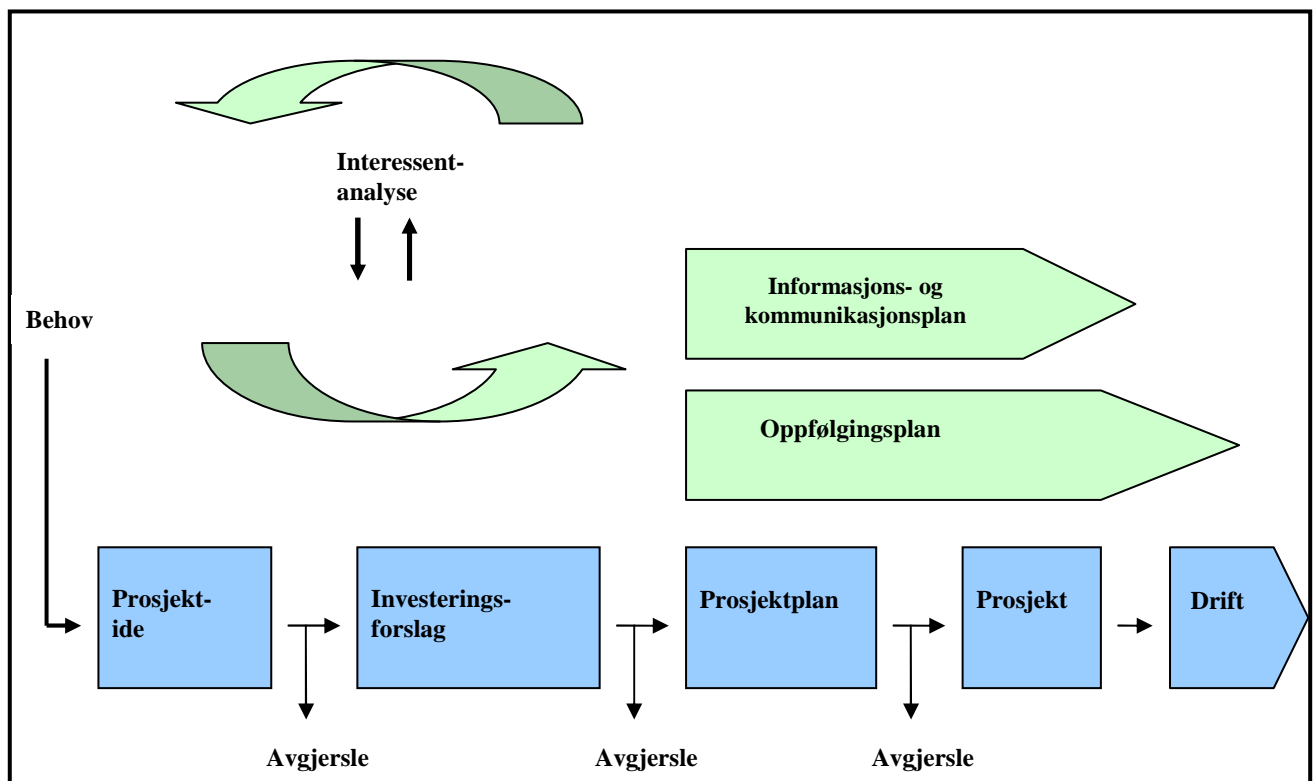 Interessent-
analyse
Informasjons- og
kommunikasjonsplan
Behov
Oppfølgingsplan
Prosjekt-
ide
Investerings-
forslag
Prosjektplan
Prosjekt
Drift
Avgjersle
Avgjersle
Avgjersle